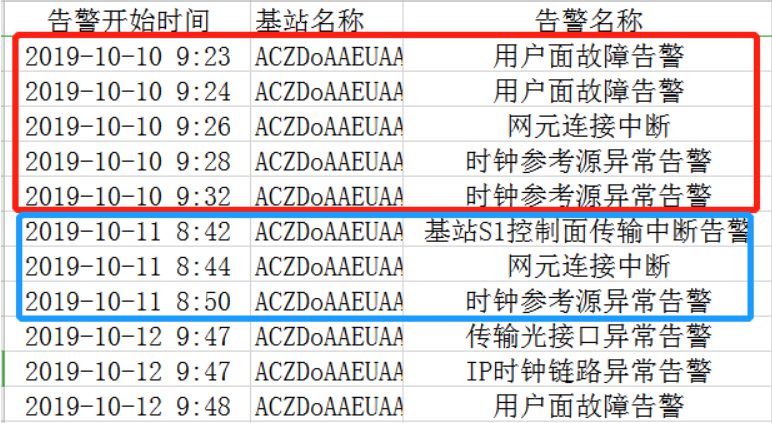 告警开始时间 基站名称 告警名称
2019-10-10 9:23 ACZDoAAEUAA 用户面故障告警
2019-10-10 9:24 ACZDoAAEUAA 用户面故障告警
2019-10-10 9:26 ACZDoAAEUAA 网元连接中断
2019-10-10 9:28 ACZDoAAEUAA 时钟参考源异常告警
2019-10-10 9:32 ACZDoAAEUAA 时钟参考源异常告警
2019-10-11 8:42 ACZDoAAEUAA 基站S1控制面传输中断告警
2019-10-11 8:44 ACZDoAAEUAA 网元连接中断
2019-10-11 8:50 ACZDoAAEUAA 时钟参考源异常告警
2019-10-12 9:47 ACZDoAAEUAA 传输光接口异常告警
2019-10-12 9:47 ACZDoAAEUAA IP时钟链路异常告警
2019-10-12 9:48 ACZDoAAEUAA 用户面故障告警